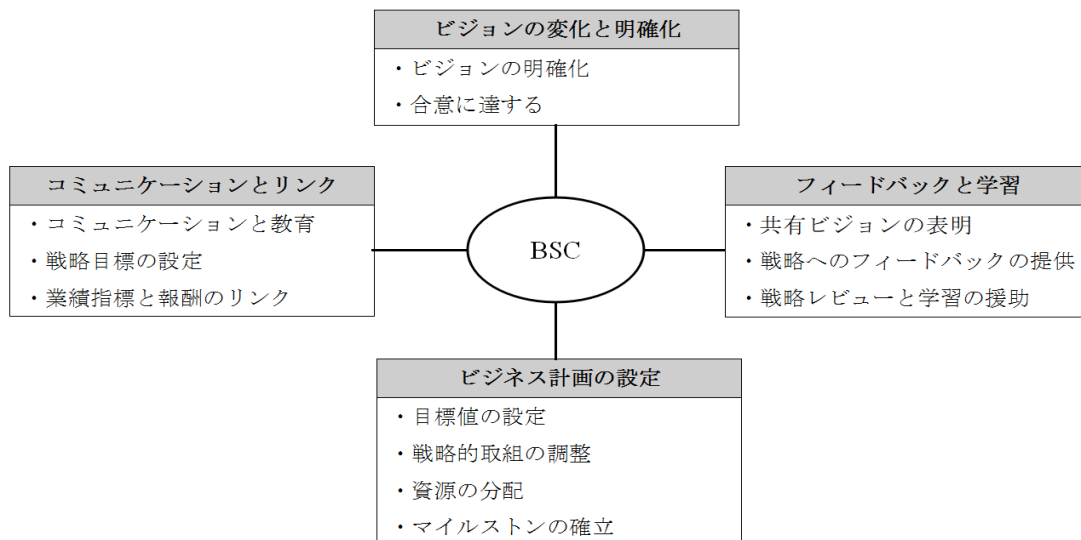 ビジョンの変化と明確化
・ビジョンの明確化
・合意に達する
コミュニケーションとリンク
・コミュニケーションと教育
・戦略目標の設定
・業績指標と報酬のリンク
BSC
フィードバックと学習
・共有ビジョンの表明
・戦略へのフィードバックの提供
・戦略レビューと学習の援助
ビジネス計画の設定
・目標値の設定
・戦略的取組の調整
・資源の分配
・マイルストンの確立